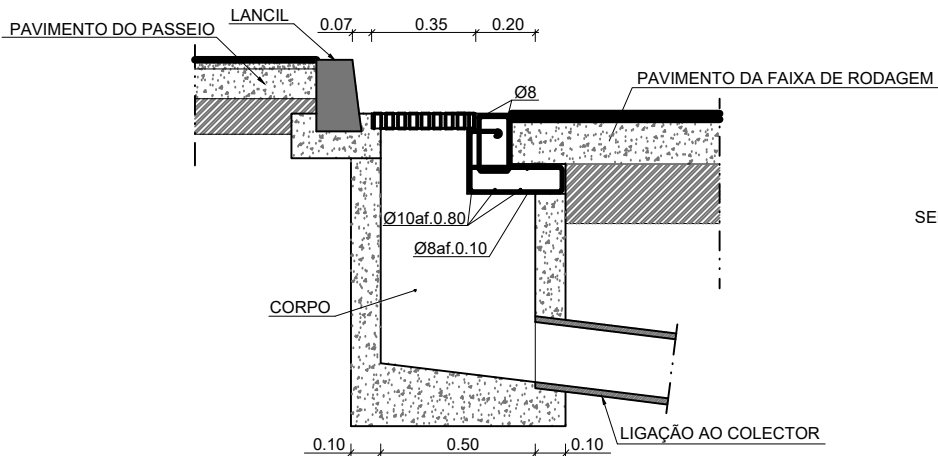 LANCIL
PAVIMENTO DO PASSEIO
0.07 0.35 0.20
PAVIMENTO DA FAIXA DE RODAGEM
Ø8
Ø10af.0.80
SE
Ø8af.0.10
CORPO
LIGAÇÃO AO COLECTOR
0.10 0.50 0.10